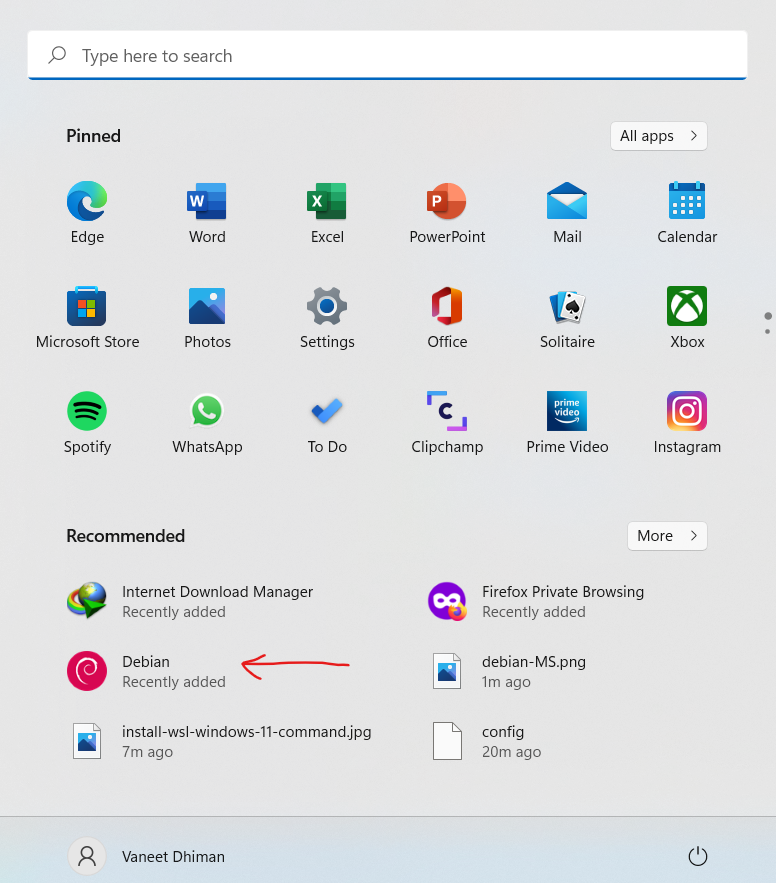 Type here to search
Pinned
All apps
Edge
Word
Excel
PowerPoint
Mail
Calendar
Microsoft Store
Photos
Settings
Office
Solitaire
Xbox
Spotify
WhatsApp
To Do
Clipchamp
prime
video
Prime Video
Instagram
Recommended
More
Internet Download Manager
Recently added
Firefox Private Browsing
Recently added
Debian
Recently added
debian-MS.png
1m ago
install-wsl-windows-11-command.jpg
7m ago
config
20m ago
Vaneet Dhiman